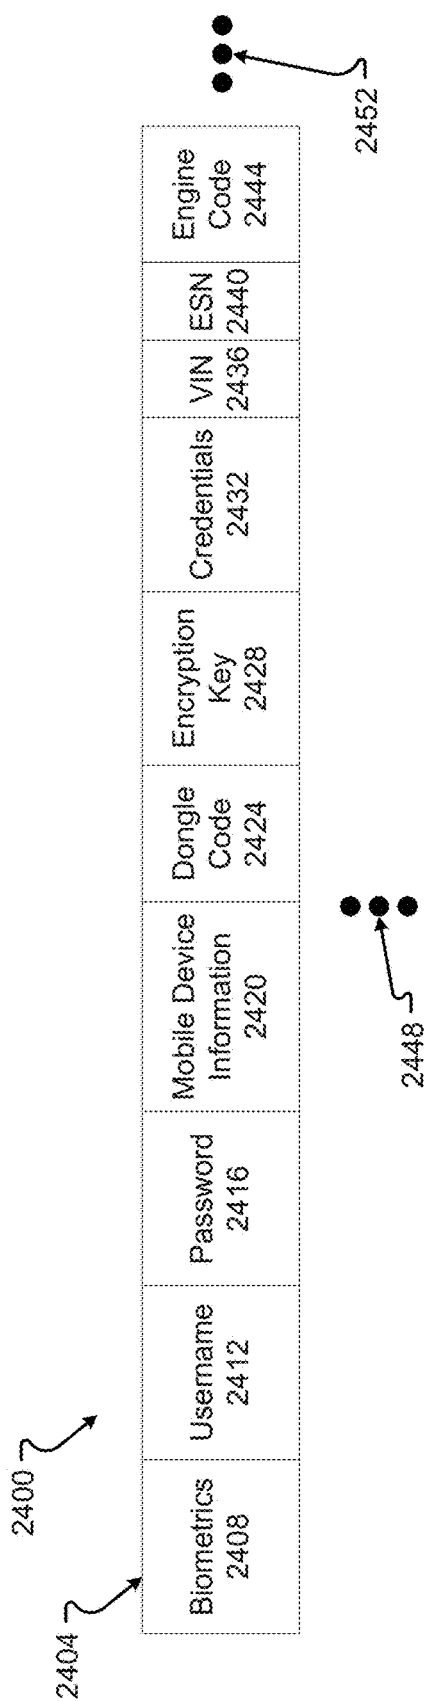 2400
2404
Biometrics
2408
Username
2412
Password
2416
Mobile Device
Information
2420
Dongle
Code
2424
Encryption
Key
2428
Credentials
2432
VIN
2436
ESN
2440
Engine
Code
2444
2448
2452